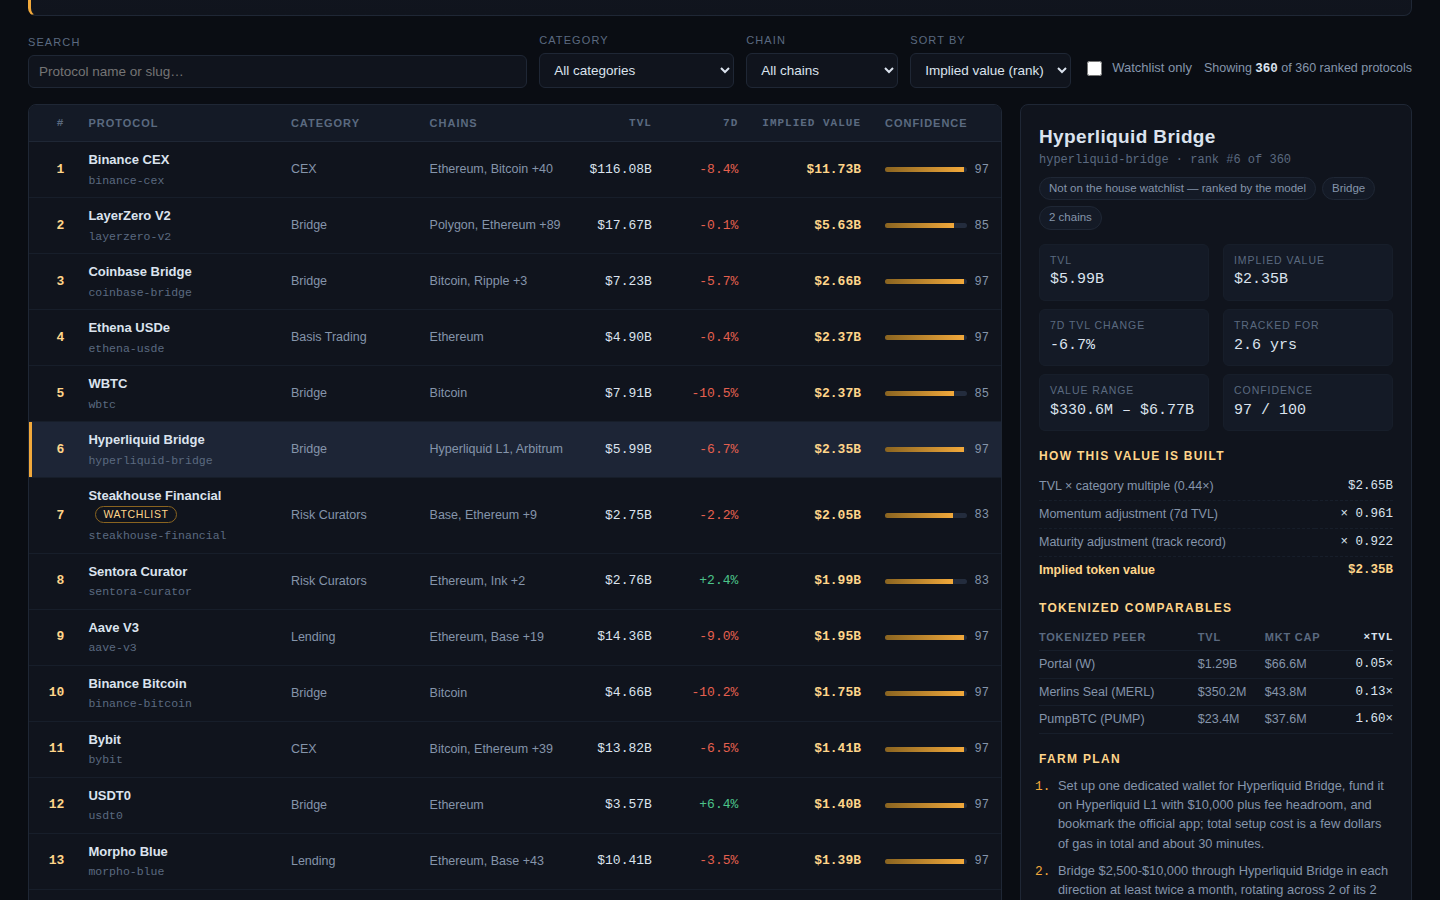 SEARCH
CATEGORY
CHAIN
SORT BY
Protocol name or slug…
All categories
All chains
Implied value (rank)
Watchlist only
Showing 360 of 360 ranked protocols
# PROTOCOL CATEGORY CHAINS TVL 7D IMPLIED VALUE CONFIDENCE
1 Binance CEX CEX Ethereum, Bitcoin +40 $116.08B -8.4% $11.73B 97
binance-cex
2 LayerZero V2 Bridge Polygon, Ethereum +89 $17.67B -0.1% $5.63B 85
layerzero-v2
3 Coinbase Bridge Bridge Bitcoin, Ripple +3 $7.23B -5.7% $2.66B 97
coinbase-bridge
4 Ethena USDe Basis Trading Ethereum $4.90B -0.4% $2.37B 97
ethena-usde
5 WBTC Bridge Bitcoin $7.91B -10.5% $2.37B 85
wbtc
6 Hyperliquid Bridge Bridge Hyperliquid L1, Arbitrum $5.99B -6.7% $2.35B 97
hyperliquid-bridge
7 Steakhouse Financial Risk Curators Base, Ethereum +9 $2.75B -2.2% $2.05B 83
WATCHLIST
steakhouse-financial
8 Sentora Curator Risk Curators Ethereum, Ink +2 $2.76B +2.4% $1.99B 83
sentora-curator
9 Aave V3 Lending Ethereum, Base +19 $14.36B -9.0% $1.95B 97
aave-v3
10 Binance Bitcoin Bridge Bitcoin $4.66B -10.2% $1.75B 97
binance-bitcoin
11 Bybit CEX Bitcoin, Ethereum +39 $13.82B -6.5% $1.41B 97
bybit
12 USDT0 Bridge Ethereum $3.57B +6.4% $1.40B 97
usdt0
13 Morpho Blue Lending Ethereum, Base +43 $10.41B -3.5% $1.39B 97
morpho-blue
Hyperliquid Bridge
hyperliquid-bridge · rank #6 of 360
Not on the house watchlist — ranked by the model
Bridge
2 chains
TVL
$5.99B
IMPLIED VALUE
$2.35B
7D TVL CHANGE
-6.7%
TRACKED FOR
2.6 yrs
VALUE RANGE
$330.6M – $6.77B
CONFIDENCE
97 / 100
HOW THIS VALUE IS BUILT
TVL × category multiple (0.44×) $2.65B
Momentum adjustment (7d TVL) × 0.961
Maturity adjustment (track record) × 0.922
Implied token value $2.35B
TOKENIZED COMPARABLES
TOKENIZED PEER TVL MKT CAP ×TVL
Portal (W) $1.29B $66.6M 0.05×
Merlins Seal (MERL) $350.2M $43.8M 0.13×
PumpBTC (PUMP) $23.4M $37.6M 1.60×
FARM PLAN
1. Set up one dedicated wallet for Hyperliquid Bridge, fund it
on Hyperliquid L1 with $10,000 plus fee headroom, and
bookmark the official app; total setup cost is a few dollars
of gas in total and about 30 minutes.
2. Bridge $2,500-$10,000 through Hyperliquid Bridge in each
direction at least twice a month, rotating across 2 of its 2